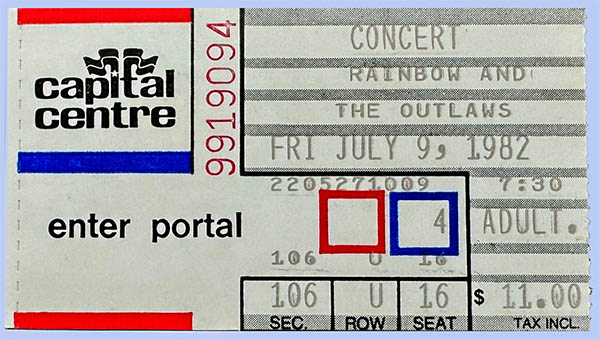 capital
centre
9919094
CONCERT
RAINBOW AND
THE OUTLAWS
FRI JULY 9, 1982
2205271009 7:30
enter portal 4 ADULT.
106 U 16
106 U 16 $ 11.00
SEC. ROW SEAT TAX INCL.